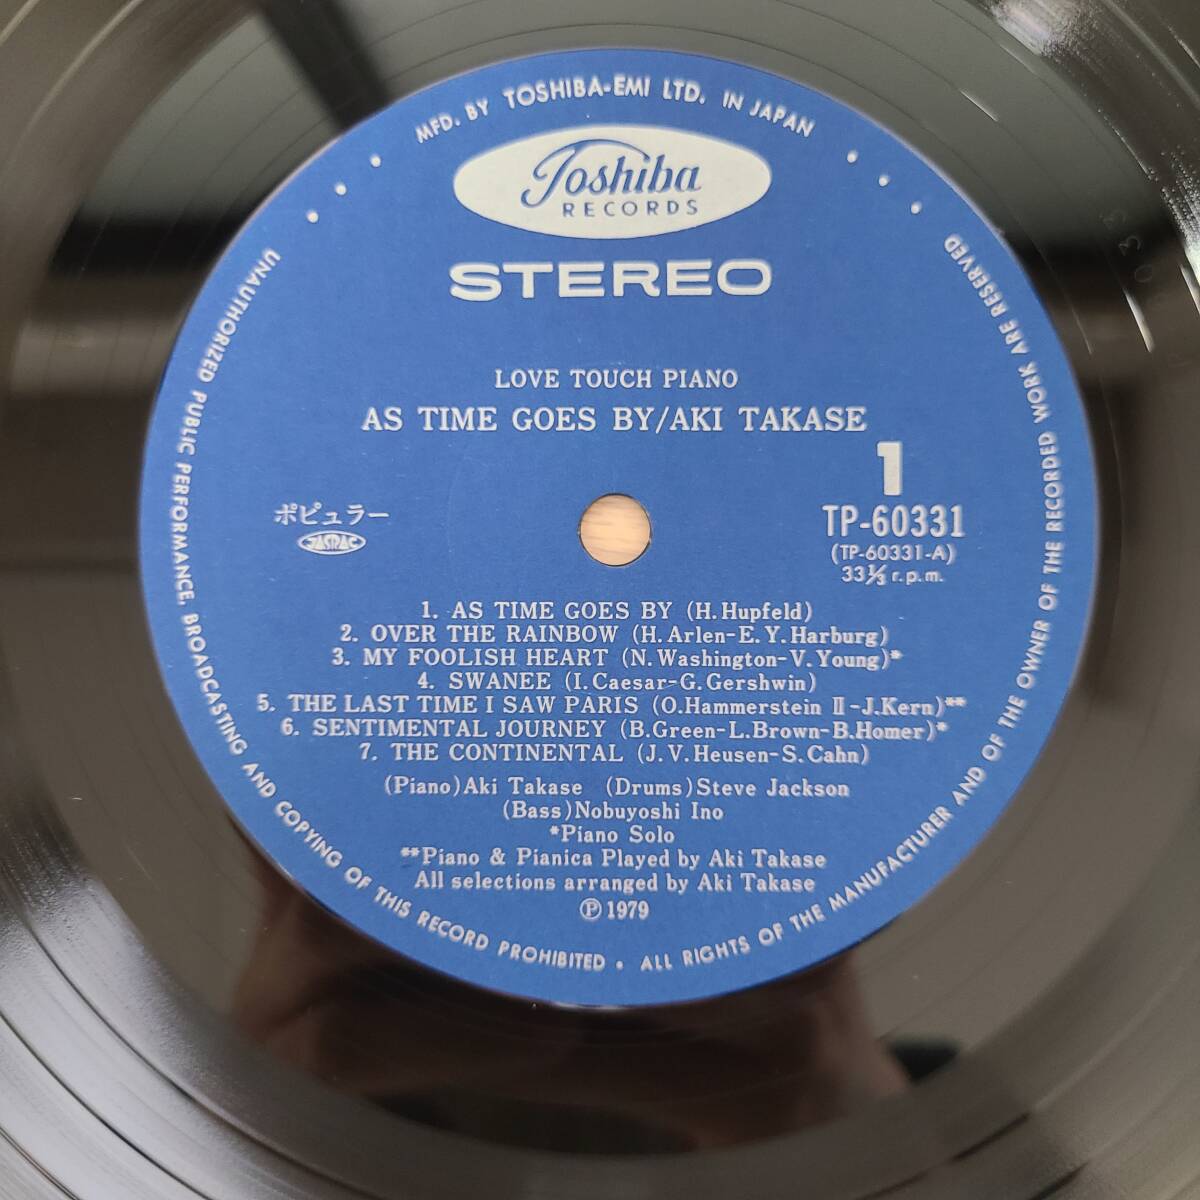 MFD. BY TOSHIBA-EMI LTD. IN JAPAN
Toshiba
RECORDS
STEREO
LOVE TOUCH PIANO
AS TIME GOES BY/AKI TAKASE
1
ポピュラー
JASRAC
TP-60331
(TP-60331-A)
33⅓ r.p.m.
1. AS TIME GOES BY (H. Hupfeld)
2. OVER THE RAINBOW (H. Arlen-E. Y. Harburg)
3. MY FOOLISH HEART (N. Washington-V. Young)*
4. SWANEE (I. Caesar-G. Gershwin)
5. THE LAST TIME I SAW PARIS (O. Hammerstein II-J. Kern)**
6. SENTIMENTAL JOURNEY (B. Green-L. Brown-B. Homer)*
7. THE CONTINENTAL (J. V. Heusen-S. Cahn)
(Piano) Aki Takase (Drums) Steve Jackson
(Bass) Nobuyoshi Ino
*Piano Solo
**Piano & Pianica Played by Aki Takase
All selections arranged by Aki Takase
Ⓟ 1979
UNAUTHORIZED PUBLIC PERFORMANCE, BROADCASTING AND COPYING OF THIS RECORD PROHIBITED • ALL RIGHTS OF THE MANUFACTURER AND OF THE OWNER OF THE RECORDED WORK ARE RESERVED